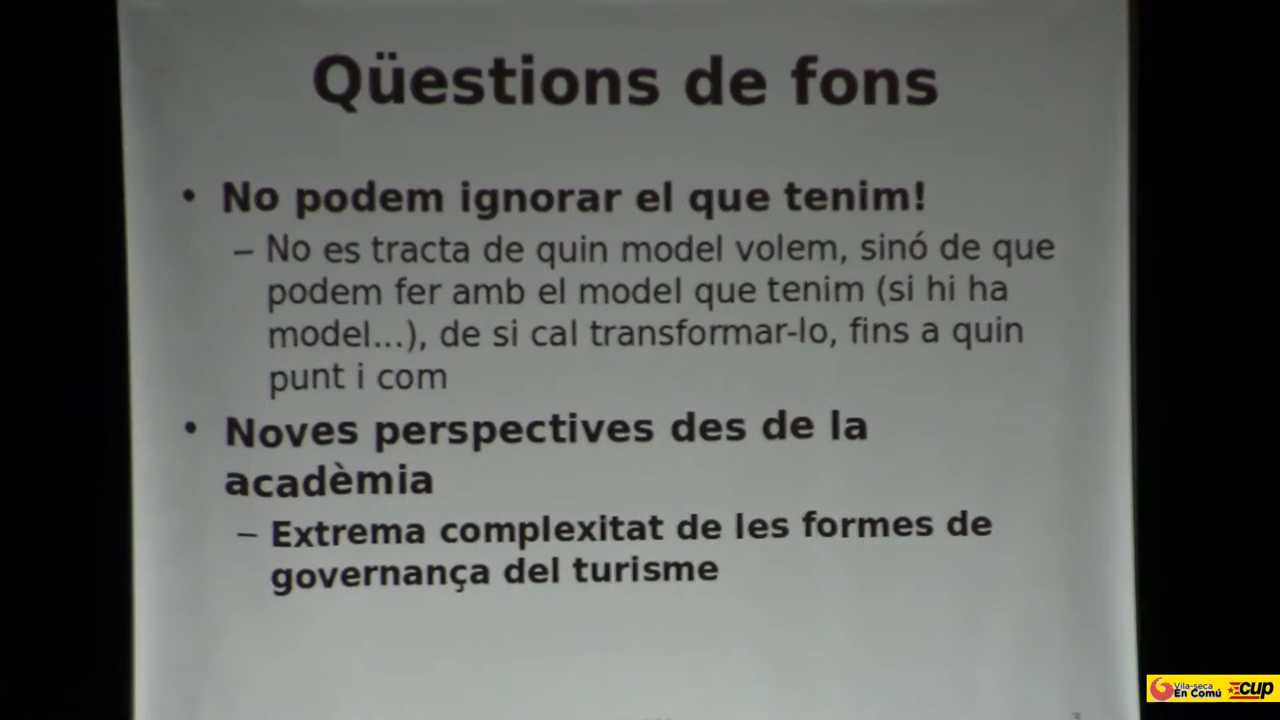 Qüestions de fons
• No podem ignorar el que tenim!
– No es tracta de quin model volem, sinó de que
podem fer amb el model que tenim (si hi ha
model...), de si cal transformar-lo, fins a quin
punt i com
• Noves perspectives des de la
acadèmia
– Extrema complexitat de les formes de
governança del turisme
Vila-seca
En Comú
cup